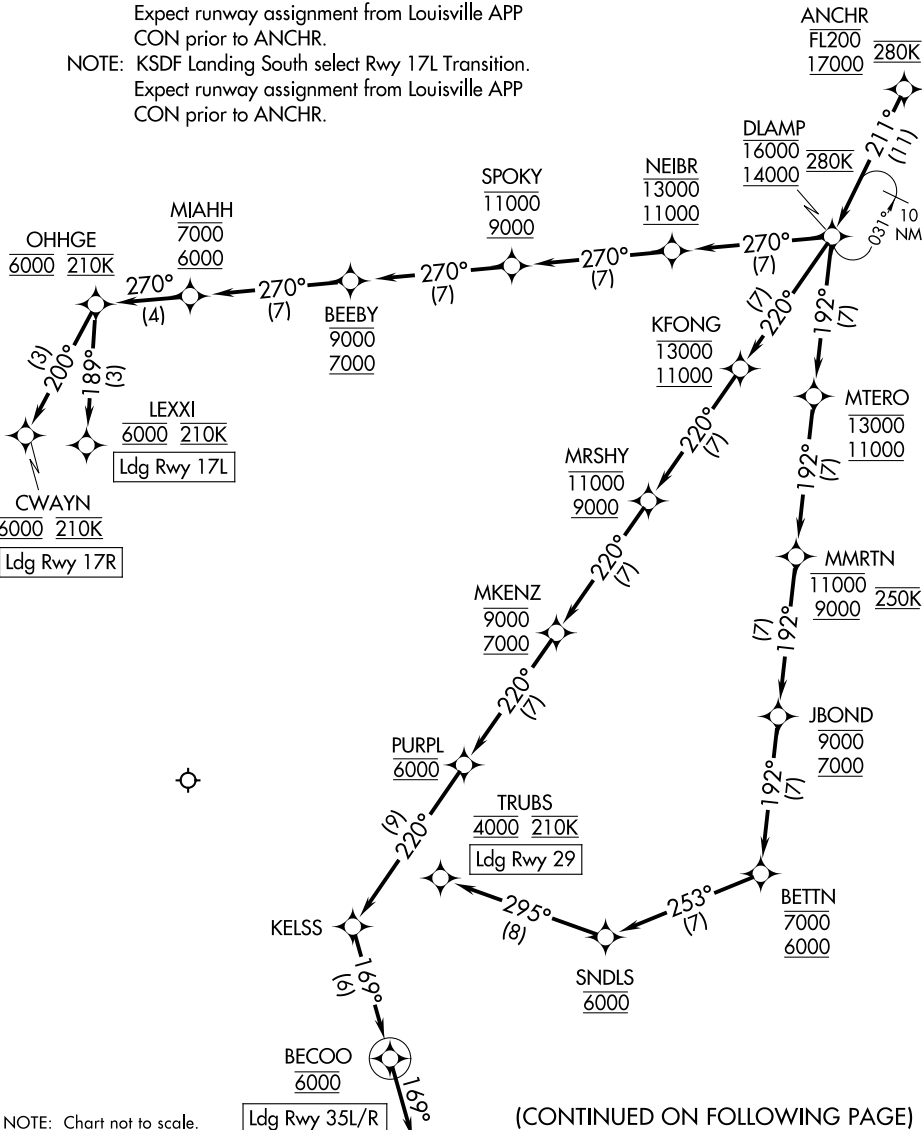 Expect runway assignment from Louisville APP
CON prior to ANCHR.
NOTE: KSDF Landing South select Rwy 17L Transition.
Expect runway assignment from Louisville APP
CON prior to ANCHR.
ANCHR
FL200
17000
280K
211°
(11)
DLAMP
16000
14000
280K
031°
10
NM
NEIBR
13000
11000
SPOKY
11000
9000
MIAHH
7000
6000
OHHGE
6000 210K
270°
(7)
270°
(7)
270°
(7)
270°
(7)
270°
(4)
BEEBY
9000
7000
(3)
200°
189°
(3)
LEXXI
6000 210K
Ldg Rwy 17L
CWAYN
6000 210K
Ldg Rwy 17R
(7)
220°
192°
(7)
KFONG
13000
11000
MTERO
13000
11000
220°
(7)
192°
(7)
MRSHY
11000
9000
MMRTN
11000
9000
250K
220°
(7)
(7)
192°
MKENZ
9000
7000
JBOND
9000
7000
220°
(7)
192°
(7)
PURPL
6000
TRUBS
4000 210K
Ldg Rwy 29
(9)
220°
295°
(8)
253°
(7)
BETTN
7000
6000
KELSS
SNDLS
6000
169°
(6)
BECOO
6000
Ldg Rwy 35L/R
169°
NOTE: Chart not to scale.
(CONTINUED ON FOLLOWING PAGE)